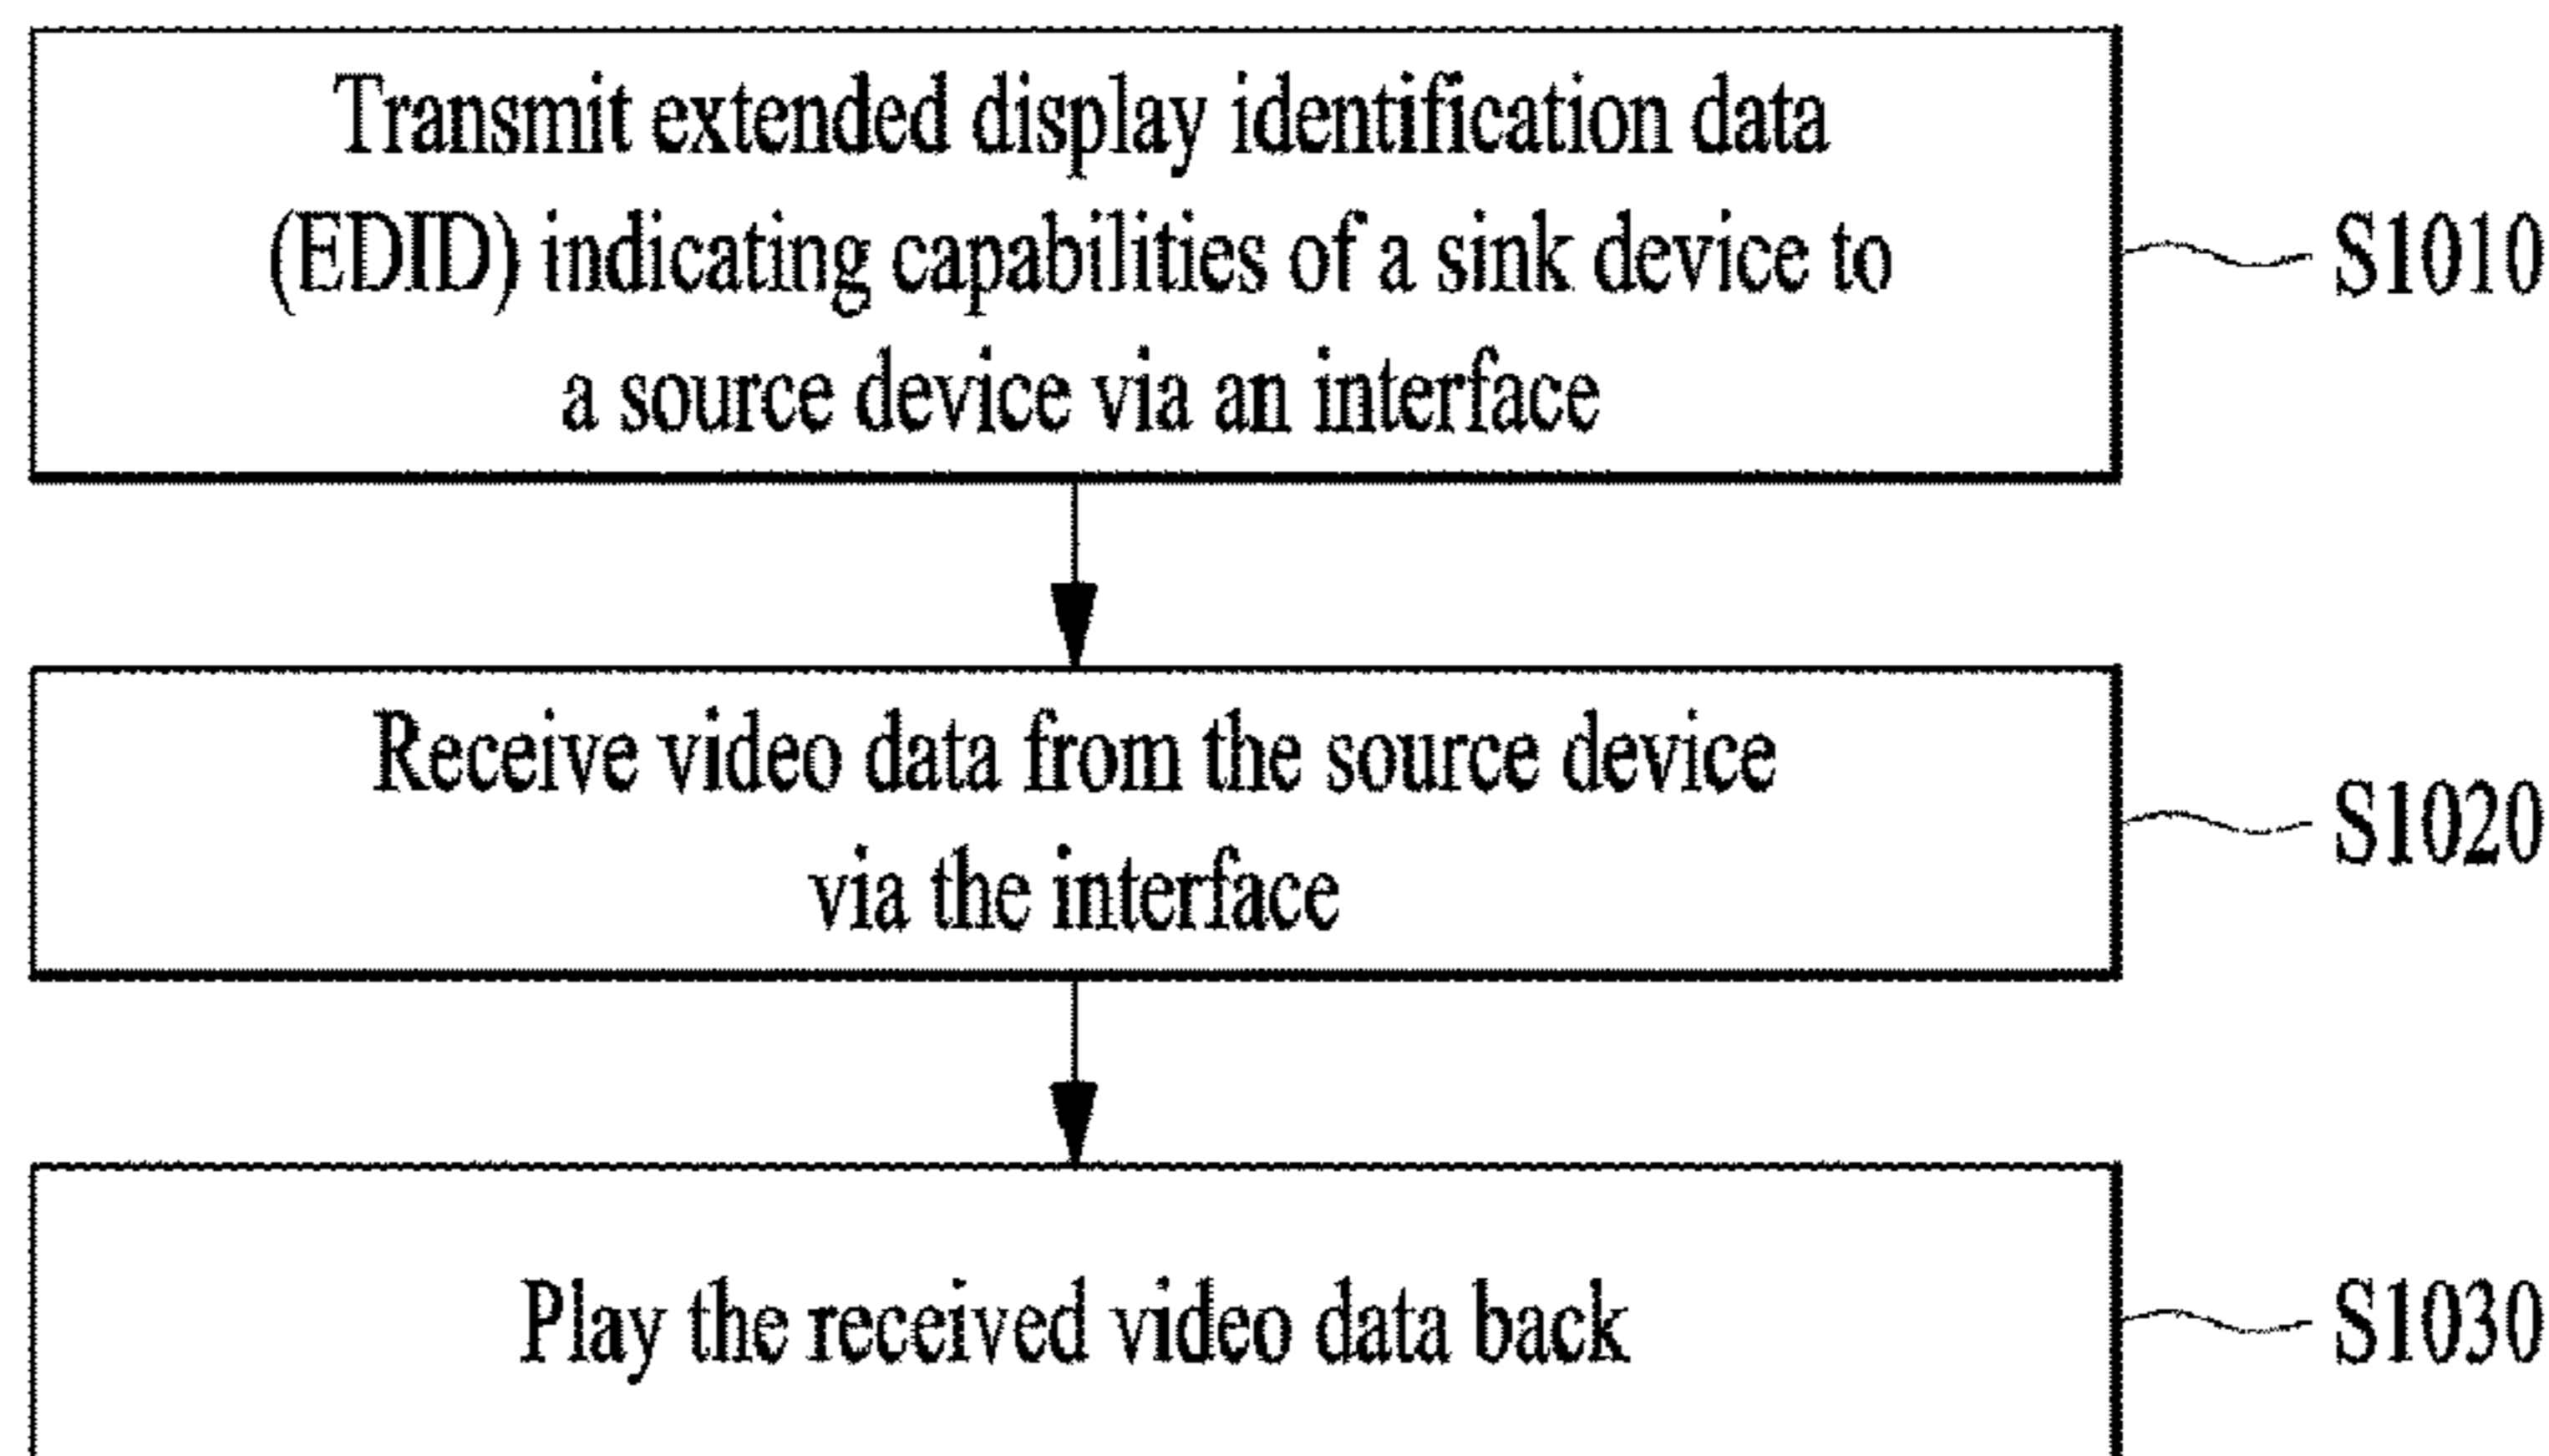 Transmit extended display identification data
(EDID) indicating capabilities of a sink device to
a source device via an interface
S1010
Receive video data from the source device
via the interface
S1020
Play the received video data back
S1030